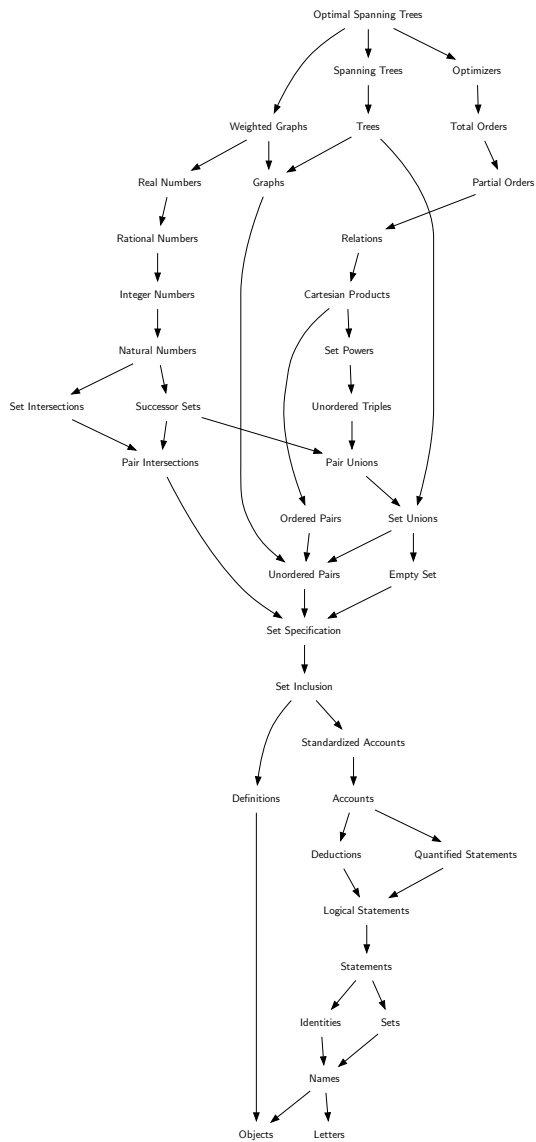 Optimal Spanning Trees
Spanning Trees
Optimizers
Weighted Graphs
Trees
Total Orders
Real Numbers
Graphs
Partial Orders
Rational Numbers
Relations
Integer Numbers
Cartesian Products
Natural Numbers
Set Powers
Set Intersections
Successor Sets
Unordered Triples
Pair Intersections
Pair Unions
Ordered Pairs
Set Unions
Unordered Pairs
Empty Set
Set Specification
Set Inclusion
Standardized Accounts
Definitions
Accounts
Deductions
Quantified Statements
Logical Statements
Statements
Identities
Sets
Names
Objects
Letters